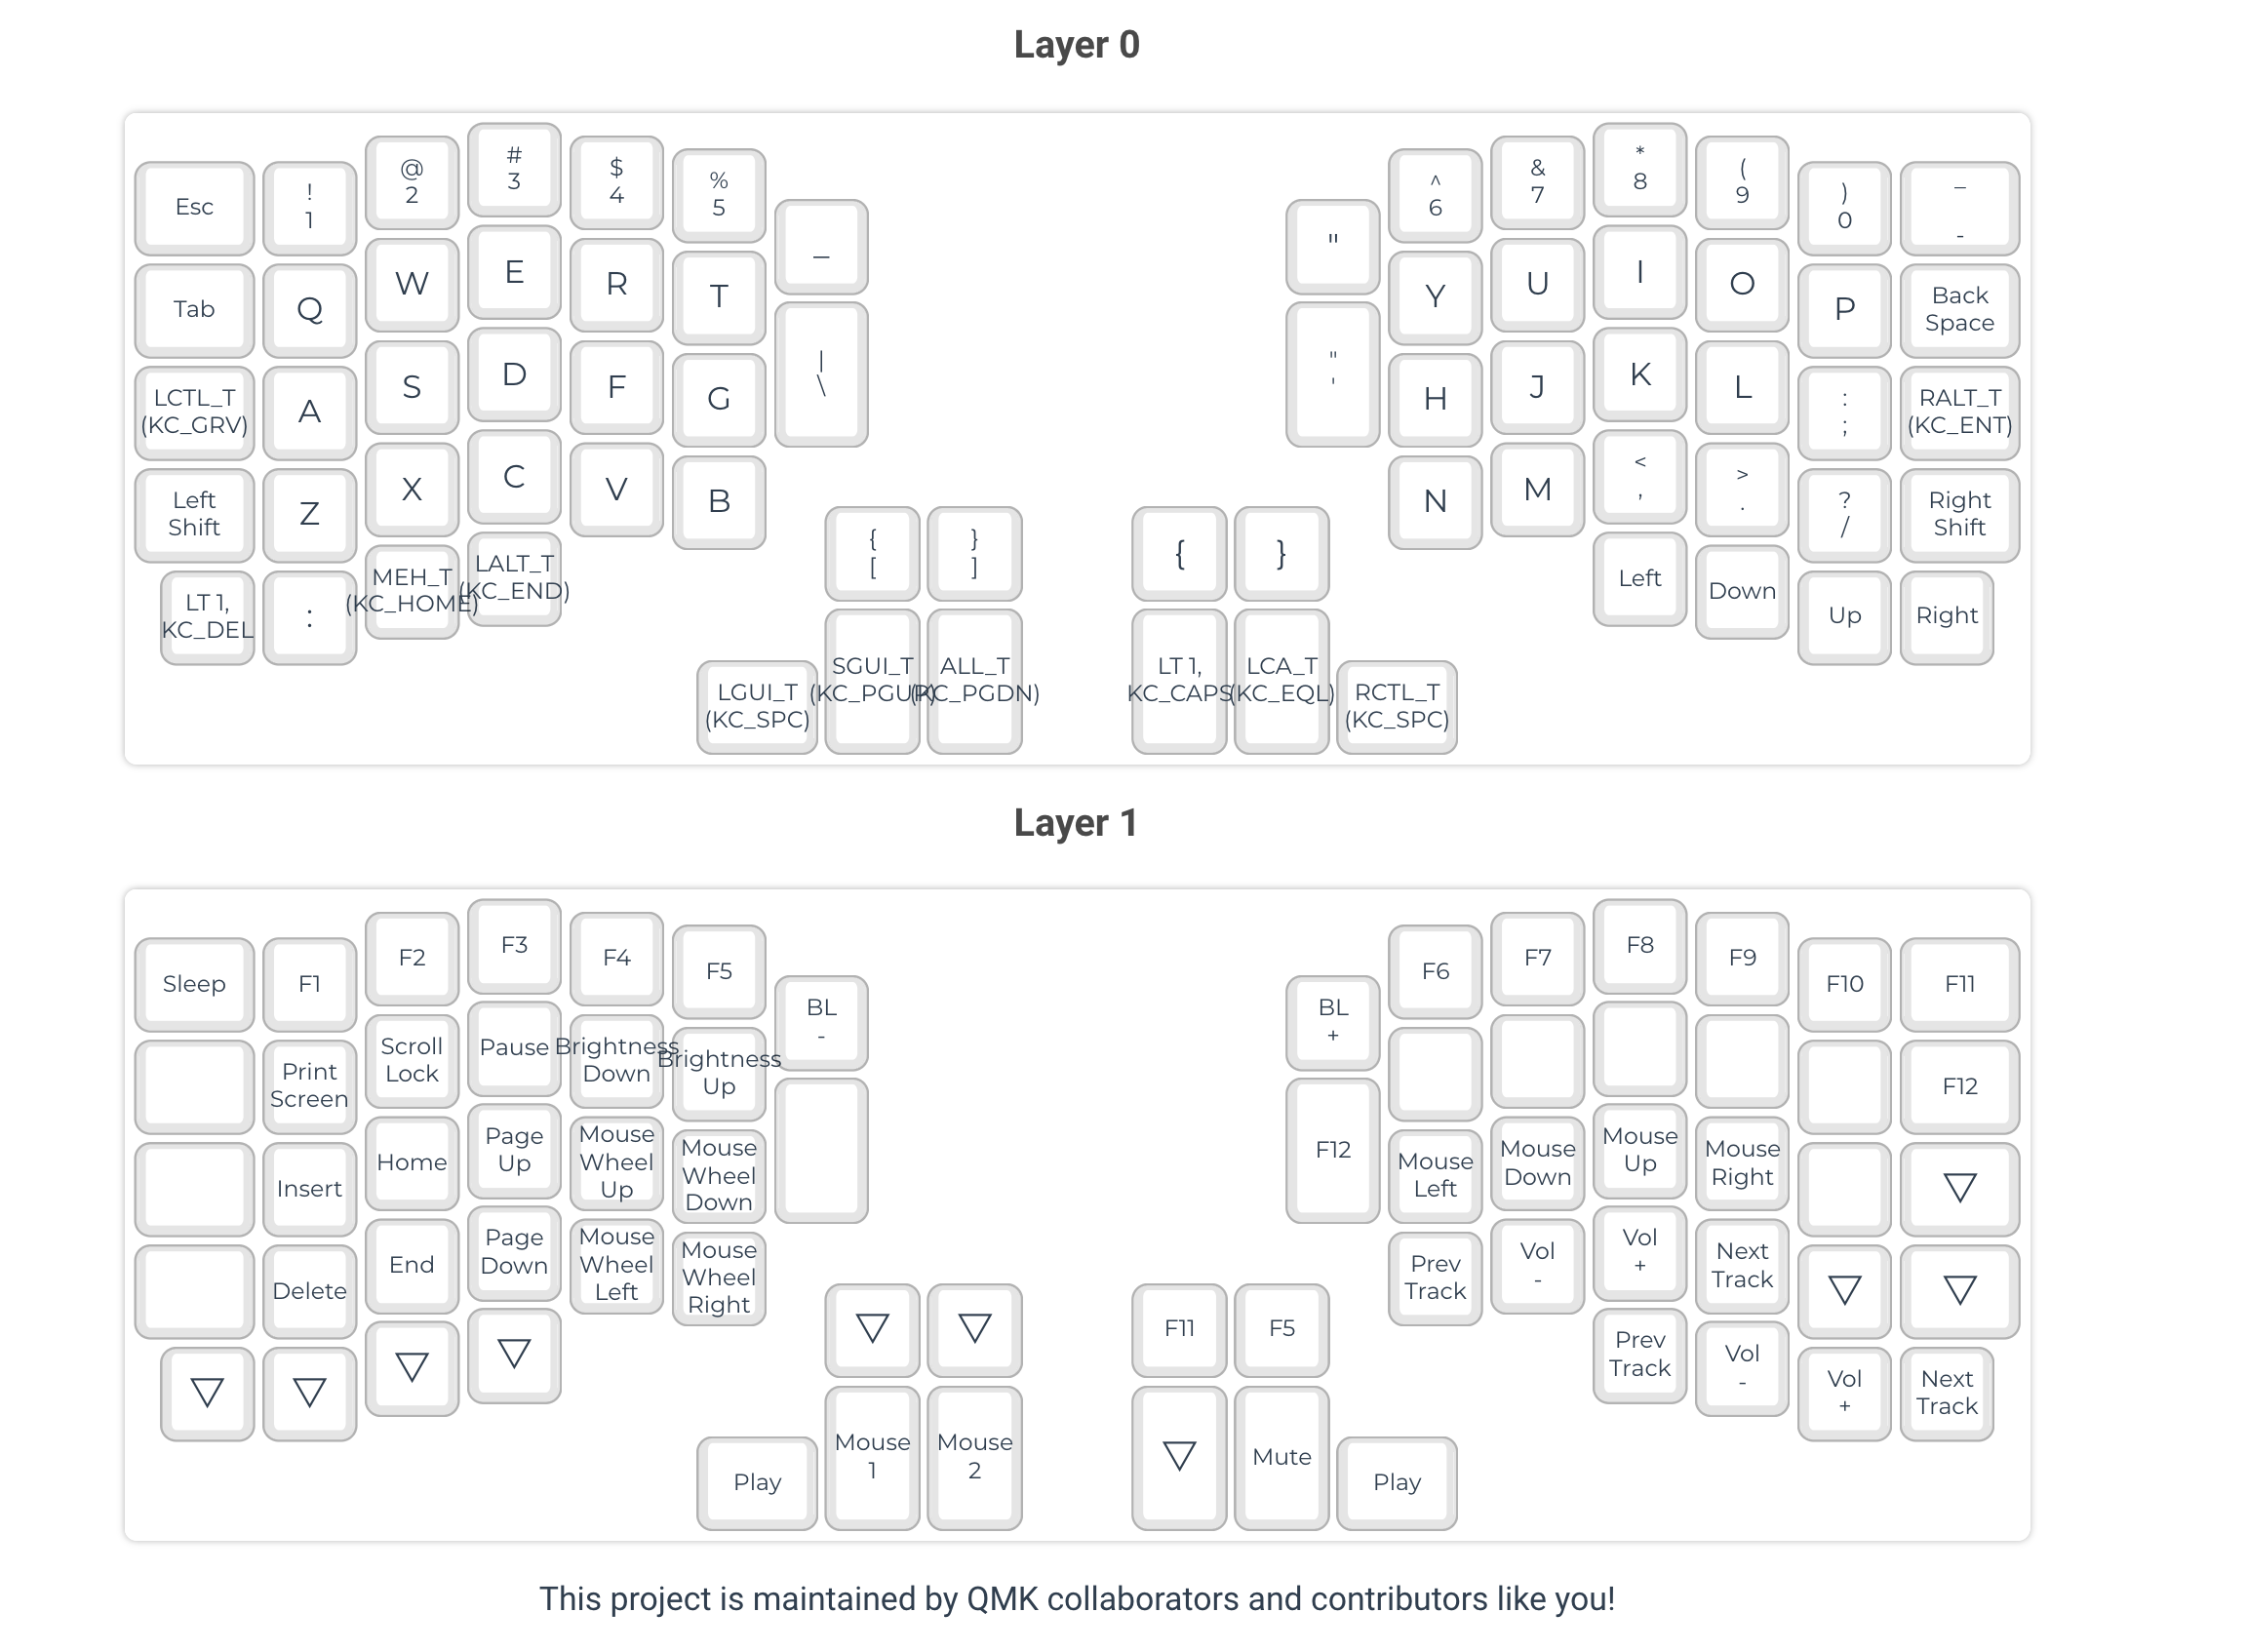 Layer 0
Esc
!
1
@
2
#
3
$
4
%
5
_
"
^
6
&
7
*
8
(
9
)
0
_
-
Tab
Q
W
E
R
T
|
\
"
'
Y
U
I
O
P
Back
Space
LCTL_T
(KC_GRV)
A
S
D
F
G
H
J
K
L
:
;
RALT_T
(KC_ENT)
Left
Shift
Z
X
C
V
B
N
M
<
,
>
.
?
/
Right
Shift
LT 1,
KC_DEL
:
MEH_T
(KC_HOME)
LALT_T
(KC_END)
{
[
}
]
{
}
Left
Down
Up
Right
LGUI_T
(KC_SPC)
SGUI_T
(KC_PGUP)
ALL_T
(KC_PGDN)
LT 1,
KC_CAPS
LCA_T
(KC_EQL)
RCTL_T
(KC_SPC)
Layer 1
Sleep
F1
F2
F3
F4
F5
BL
-
BL
+
F6
F7
F8
F9
F10
F11
Print
Screen
Scroll
Lock
Pause
Brightness
Down
Brightness
Up
F12
F12
Insert
Home
Page
Up
Mouse
Wheel
Up
Mouse
Wheel
Down
Mouse
Left
Mouse
Down
Mouse
Up
Mouse
Right
▽
Delete
End
Page
Down
Mouse
Wheel
Left
Mouse
Wheel
Right
Prev
Track
Vol
-
Vol
+
Next
Track
▽
▽
▽
▽
▽
▽
▽
▽
F11
F5
Prev
Track
Vol
-
Vol
+
Next
Track
Play
Mouse
1
Mouse
2
▽
Mute
Play
This project is maintained by QMK collaborators and contributors like you!